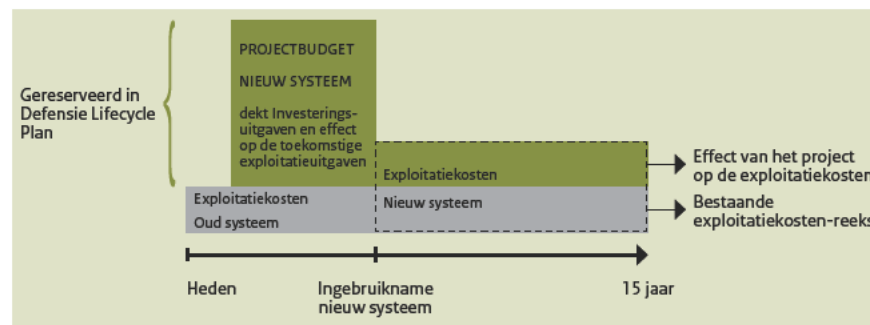 PROJECTBUDGET
NIEUW SYSTEEM
dekt Investerings-
uitgaven en effect
op de toekomstige
exploitatieuitgaven
Gereserveerd in
Defensie Lifecycle
Plan
Exploitatiekosten
Effect van het project
op de exploitatiekosten
Exploitatiekosten
Oud systeem
Nieuw systeem
Bestaande
exploitatiekosten-reeks
Heden
Ingebruikname
nieuw systeem
15 jaar